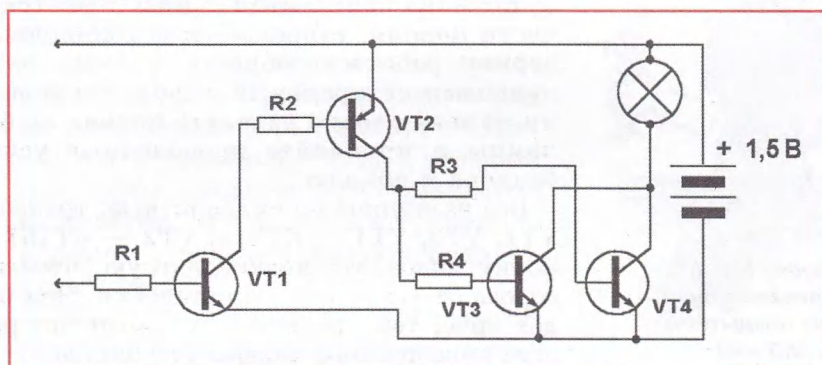 R2
VT2
+ 1,5 В
R3
R1
R4
VT1
VT3
VT4